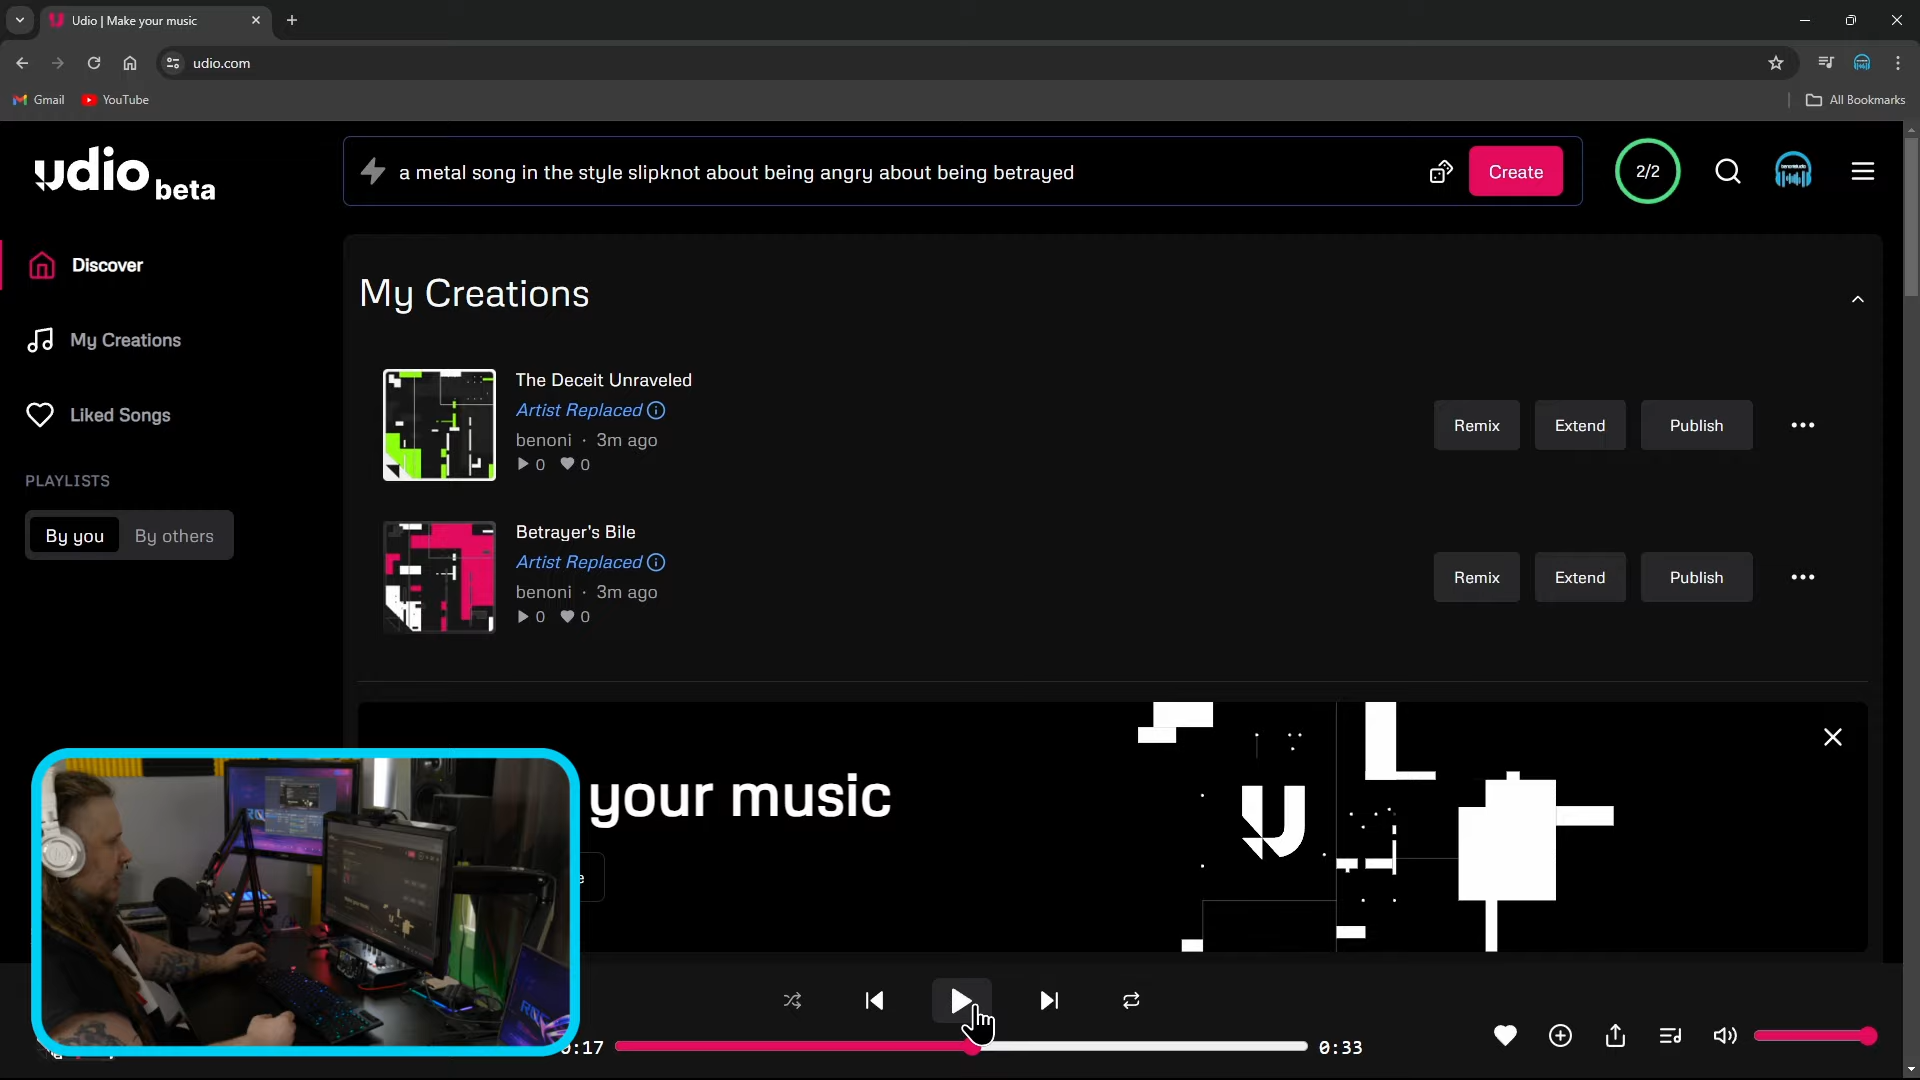 Udio | Make your music
udio.com
Gmail
YouTube
All Bookmarks
udio beta
a metal song in the style slipknot about being angry about being betrayed
Create
2/2
Discover
My Creations
Liked Songs
PLAYLISTS
By you
By others
My Creations
The Deceit Unraveled
Artist Replaced
benoni · 3m ago
0 0
Remix
Extend
Publish
Betrayer's Bile
Artist Replaced
benoni · 3m ago
0 0
Remix
Extend
Publish
your music
:17
0:33